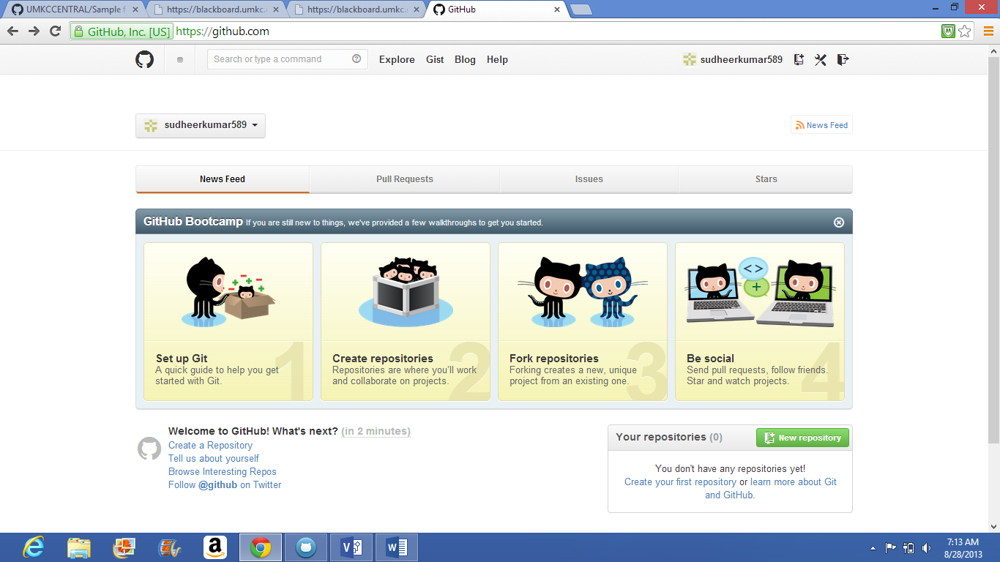 UMKCCENTRAL/Sample f
https://blackboard.umkc.
https://blackboard.umkc.
GitHub
GitHub, Inc. [US] https://github.com
Search or type a command
Explore Gist Blog Help
sudheerkumar589
sudheerkumar589
News Feed
News Feed Pull Requests Issues Stars
GitHub Bootcamp If you are still new to things, we've provided a few walkthroughs to get you started.
1
Set up Git
A quick guide to help you get
started with Git.
2
Create repositories
Repositories are where you'll work
and collaborate on projects.
3
Fork repositories
Forking creates a new, unique
project from an existing one.
4
Be social
Send pull requests, follow friends.
Star and watch projects.
Welcome to GitHub! What's next? (in 2 minutes)
Create a Repository
Tell us about yourself
Browse Interesting Repos
Follow @github on Twitter
Your repositories (0)
New repository
You don't have any repositories yet!
Create your first repository or learn more about Git
and GitHub.
7:13 AM
8/28/2013